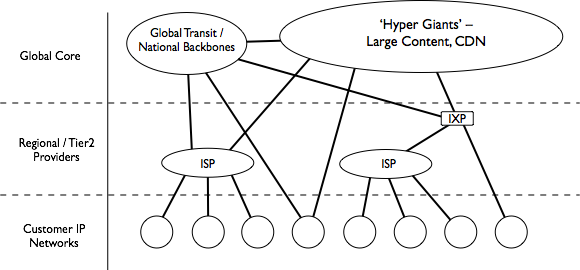 Global Transit /
National Backbones
'Hyper Giants' –
Large Content, CDN
Global Core
IXP
Regional / Tier2
Providers
ISP
ISP
Customer IP
Networks